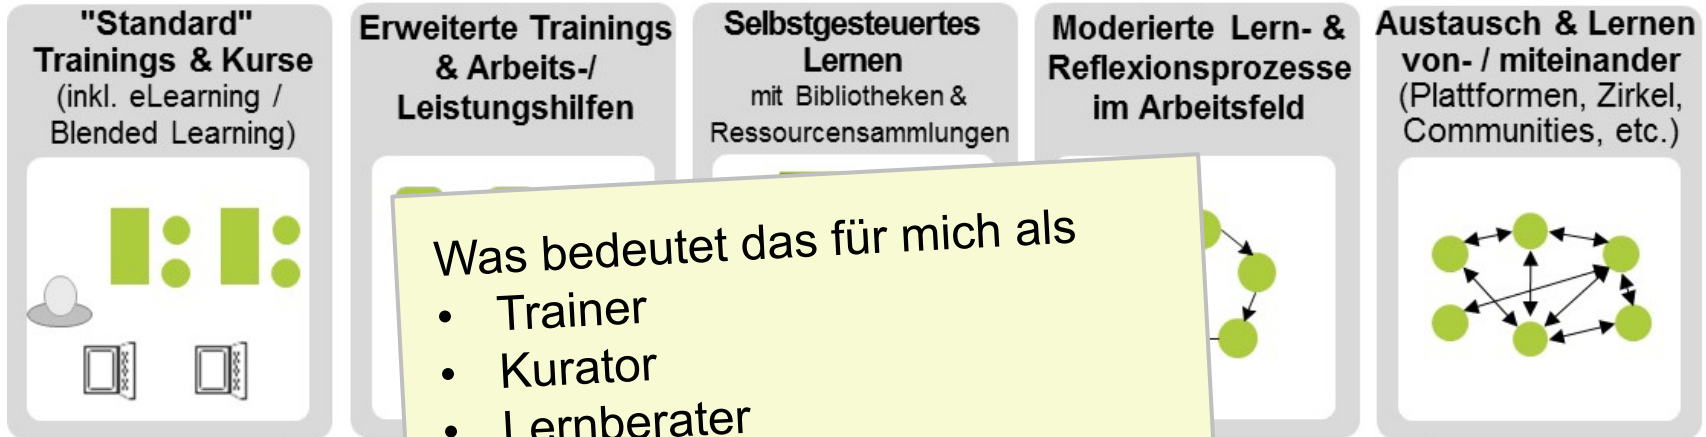 "Standard"
Trainings & Kurse
(inkl. eLearning /
Blended Learning)
Erweiterte Trainings
& Arbeits-/
Leistungshilfen
Selbstgesteuertes
Lernen
mit Bibliotheken &
Ressourcensammlungen
Moderierte Lern- &
Reflexionsprozesse
im Arbeitsfeld
Austausch & Lernen
von- / miteinander
(Plattformen, Zirkel,
Communities, etc.)
Was bedeutet das für mich als
• Trainer
• Kurator
• Lernberater